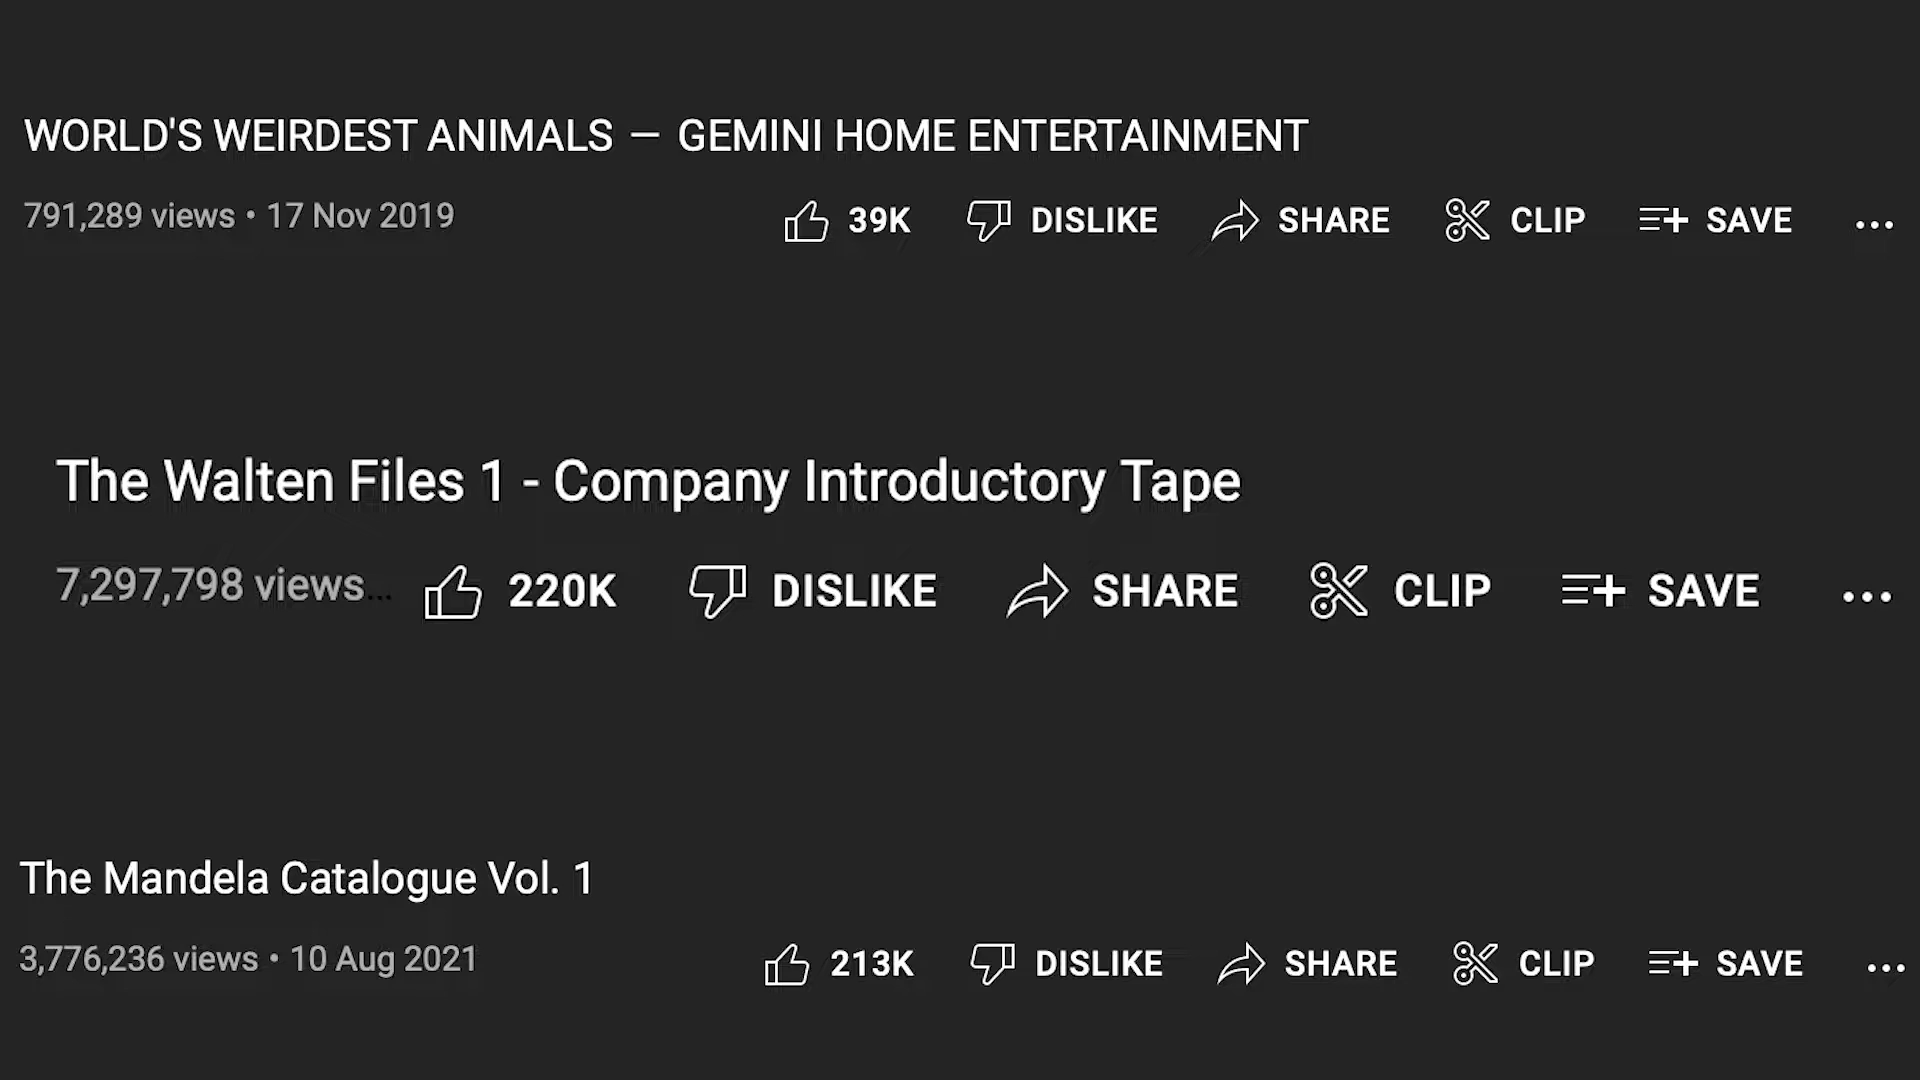 WORLD'S WEIRDEST ANIMALS — GEMINI HOME ENTERTAINMENT
791,289 views • 17 Nov 2019 39K DISLIKE SHARE CLIP SAVE ...
The Walten Files 1 - Company Introductory Tape
7,297,798 views... 220K DISLIKE SHARE CLIP SAVE ...
The Mandela Catalogue Vol. 1
3,776,236 views • 10 Aug 2021 213K DISLIKE SHARE CLIP SAVE ...